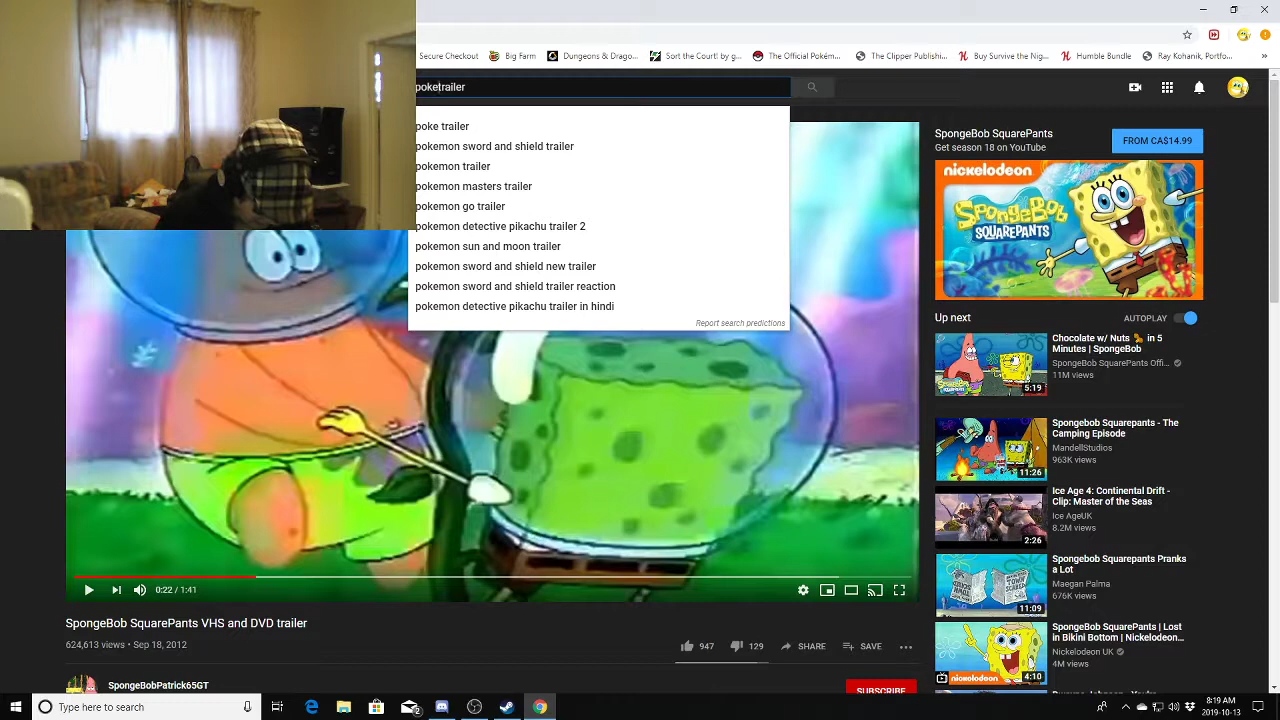 Secure Checkout
Big Farm
Dungeons & Drago...
Sort the Court! by g...
The Official Pokém...
The Clipper Publishi...
Buy Survive the Nig...
Humble Bundle
Ray Kohanik, Portfo...
poketrailer
poke trailer
pokemon sword and shield trailer
pokemon trailer
pokemon masters trailer
pokemon go trailer
pokemon detective pikachu trailer 2
pokemon sun and moon trailer
pokemon sword and shield new trailer
pokemon sword and shield trailer reaction
pokemon detective pikachu trailer in hindi
Report search predictions
SpongeBob SquarePants
Get season 18 on YouTube
FROM CA$14.99
nickelodeon
SpongeBob
SQUAREPANTS
Up next
AUTOPLAY
Chocolate w/ Nuts 🍫 in 5
Minutes | SpongeBob
SpongeBob SquarePants Offi...
11M views
5:19
SpongeBob Squarepants - The
Camping Episode
MandellStudios
963K views
11:26
Ice Age 4: Continental Drift -
Clip: Master of the Seas
Ice AgeUK
8.2M views
2:26
Spongebob Squarepants Pranks
a Lot
Maegan Palma
676K views
11:09
SpongeBob SquarePants | Lost
in Bikini Bottom | Nickelodeon...
Nickelodeon UK
4M views
4:10
nickelodeon
0:22 / 1:41
SpongeBob SquarePants VHS and DVD trailer
624,613 views • Sep 18, 2012
947
129
SHARE
SAVE
SpongeBobPatrick65GT
SUBSCRIBE
Type here to search
8:19 AM
2019-10-13